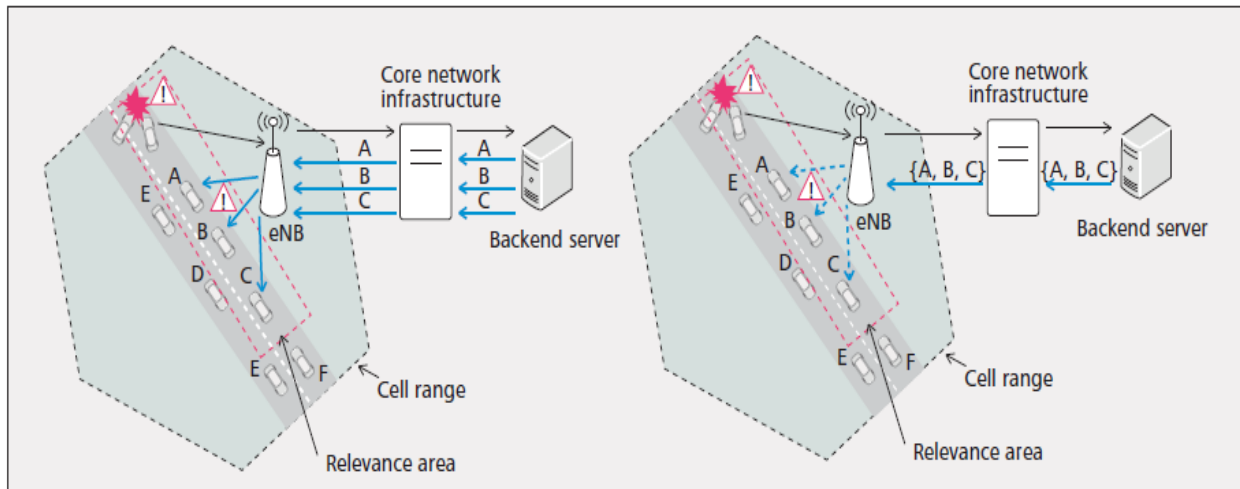 Core network
infrastructure
!
A
B
C
A
B
C
A
E
!
B
eNB
Backend server
D
C
E
F
Cell range
Relevance area
Core network
infrastructure
!
{A, B, C}
{A, B, C}
A
E
!
B
eNB
Backend server
D
C
E
F
Cell range
Relevance area